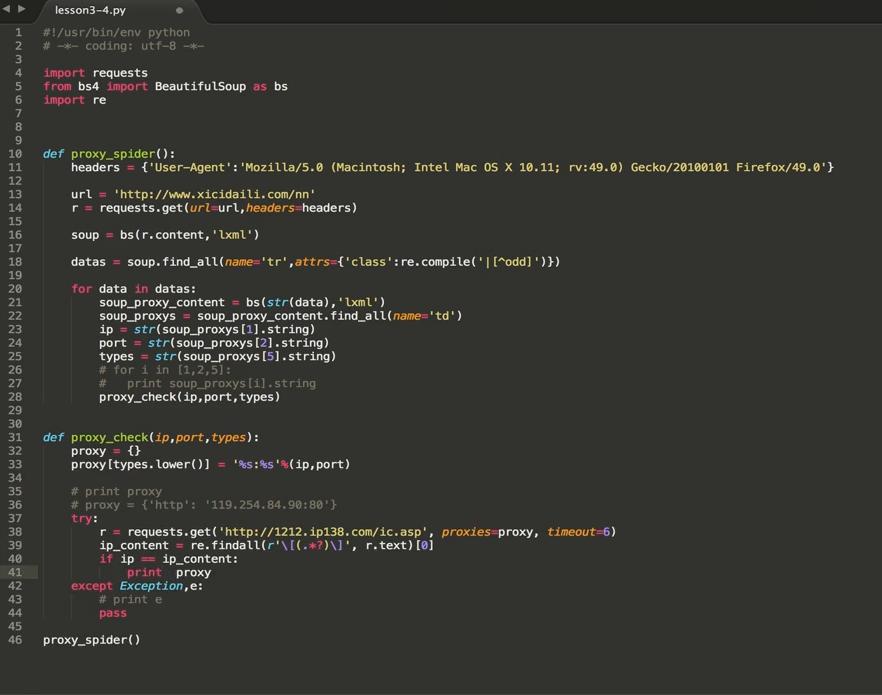 lesson3-4.py
1 #!/usr/bin/env python
2 # -*- coding: utf-8 -*-
3
4 import requests
5 from bs4 import BeautifulSoup as bs
6 import re
7
8
9
10 def proxy_spider():
11     headers = {'User-Agent':'Mozilla/5.0 (Macintosh; Intel Mac OS X 10.11; rv:49.0) Gecko/20100101 Firefox/49.0'}
12
13     url = 'http://www.xicidaili.com/nn'
14     r = requests.get(url=url,headers=headers)
15
16     soup = bs(r.content,'lxml')
17
18     datas = soup.find_all(name='tr',attrs={'class':re.compile('|[^odd]')})
19
20     for data in datas:
21         soup_proxy_content = bs(str(data),'lxml')
22         soup_proxys = soup_proxy_content.find_all(name='td')
23         ip = str(soup_proxys[1].string)
24         port = str(soup_proxys[2].string)
25         types = str(soup_proxys[5].string)
26         # for i in [1,2,5]:
27         #   print soup_proxys[i].string
28         proxy_check(ip,port,types)
29
30
31 def proxy_check(ip,port,types):
32     proxy = {}
33     proxy[types.lower()] = '%s:%s'%(ip,port)
34
35     # print proxy
36     # proxy = {'http': '119.254.84.90:80'}
37     try:
38         r = requests.get('http://1212.ip138.com/ic.asp', proxies=proxy, timeout=6)
39         ip_content = re.findall(r'\[(.*?)\]', r.text)[0]
40         if ip == ip_content:
41             print  proxy
42     except Exception,e:
43         # print e
44         pass
45
46 proxy_spider()